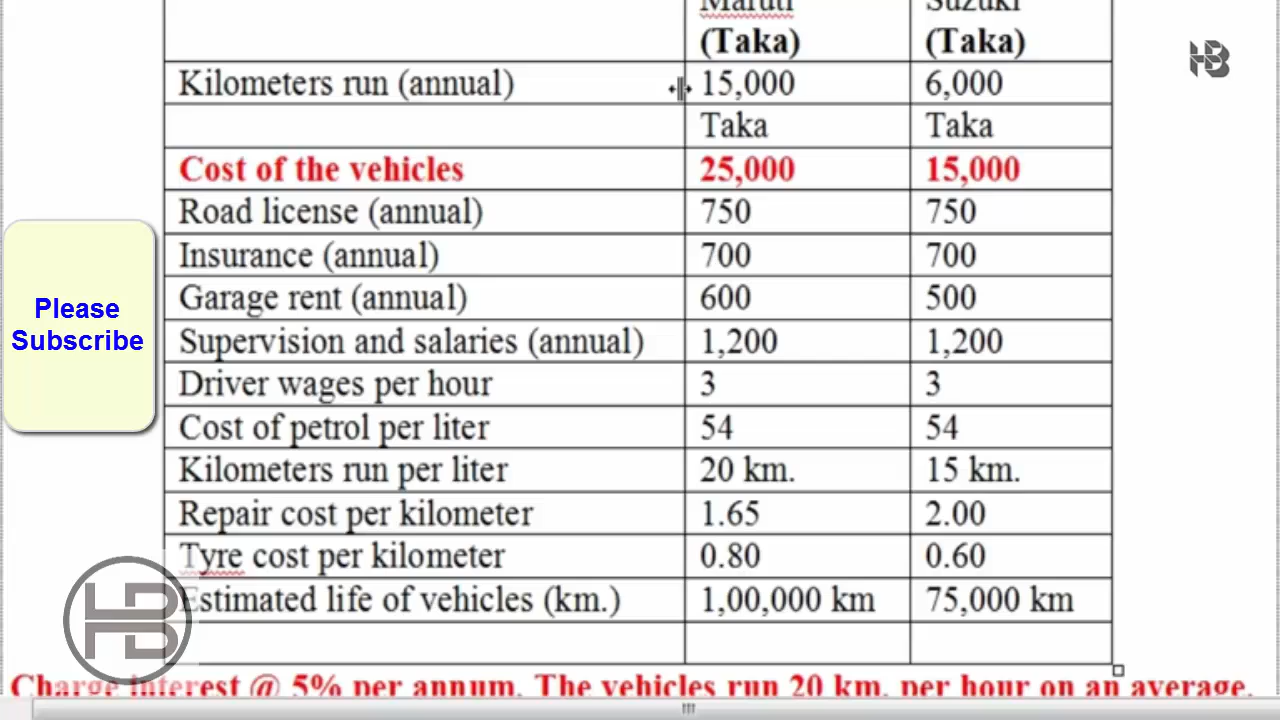 Maruti Suzuki
(Taka) (Taka)
HB
Kilometers run (annual) 15,000 6,000
Taka Taka
Cost of the vehicles 25,000 15,000
Road license (annual) 750 750
Insurance (annual) 700 700
Garage rent (annual) 600 500
Please
Subscribe
Supervision and salaries (annual) 1,200 1,200
Driver wages per hour 3 3
Cost of petrol per liter 54 54
Kilometers run per liter 20 km. 15 km.
Repair cost per kilometer 1.65 2.00
Tyre cost per kilometer 0.80 0.60
Estimated life of vehicles (km.) 1,00,000 km 75,000 km
HB
Charge interest @ 5% per annum. The vehicles run 20 km. per hour on an average.